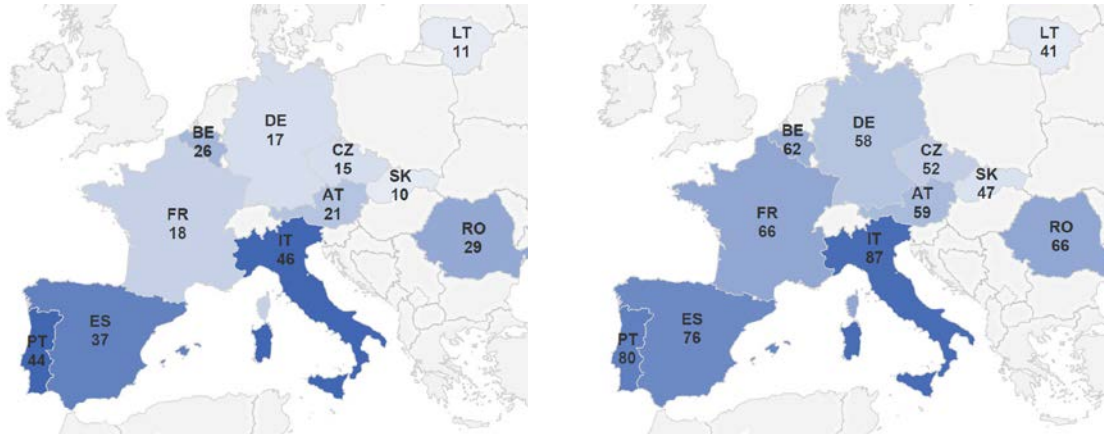 LT
11
BE
26
DE
17
CZ
15
SK
10
AT
21
FR
18
RO
29
IT
46
ES
37
PT
44
LT
41
BE
62
DE
58
CZ
52
SK
47
AT
59
FR
66
RO
66
IT
87
ES
76
PT
80